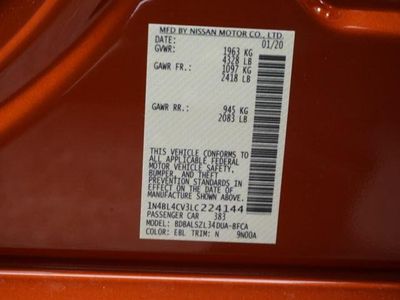 MFD BY NISSAN MOTOR CO., LTD.
DATE: 01/20
GVWR: 1963 KG
4328 LB
GAWR FR.: 1097 KG
2418 LB
GAWR RR.: 945 KG
2083 LB
THIS VEHICLE CONFORMS TO
ALL APPLICABLE FEDERAL
MOTOR VEHICLE SAFETY,
BUMPER, AND THEFT
PREVENTION STANDARDS IN
EFFECT ON THE DATE OF
MANUFACTURE SHOWN ABOVE.
1N4BL4CV3LC224144
PASSENGER CAR 383
MODEL: BDBALSZL34DUA-BFCA
COLOR: EBL TRIM: N 9N00A